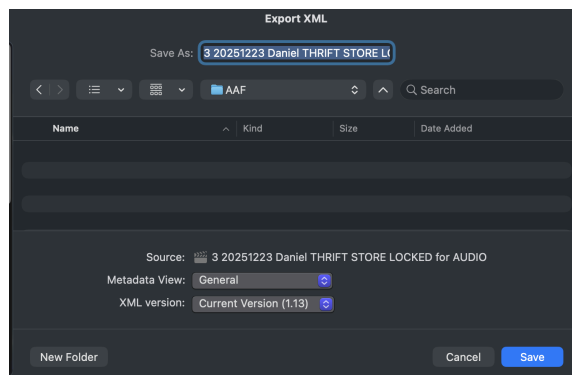 Export XML
Save As: 3 20251223 Daniel THRIFT STORE
AAF
Search
Name Kind Size Date Added
Source: 3 20251223 Daniel THRIFT STORE LOCKED for AUDIO
Metadata View: General
XML version: Current Version (1.13)
New Folder Cancel Save